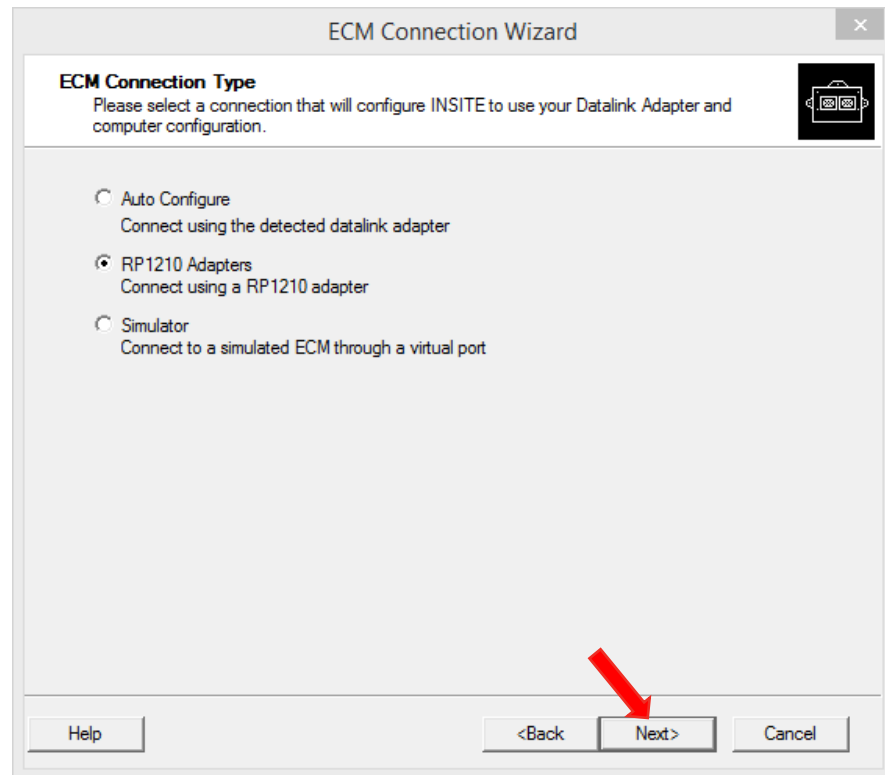 ECM Connection Wizard
ECM Connection Type
Please select a connection that will configure INSITE to use your Datalink Adapter and
computer configuration.
Auto Configure
Connect using the detected datalink adapter
RP1210 Adapters
Connect using a RP1210 adapter
Simulator
Connect to a simulated ECM through a virtual port
Help
<Back
Next>
Cancel